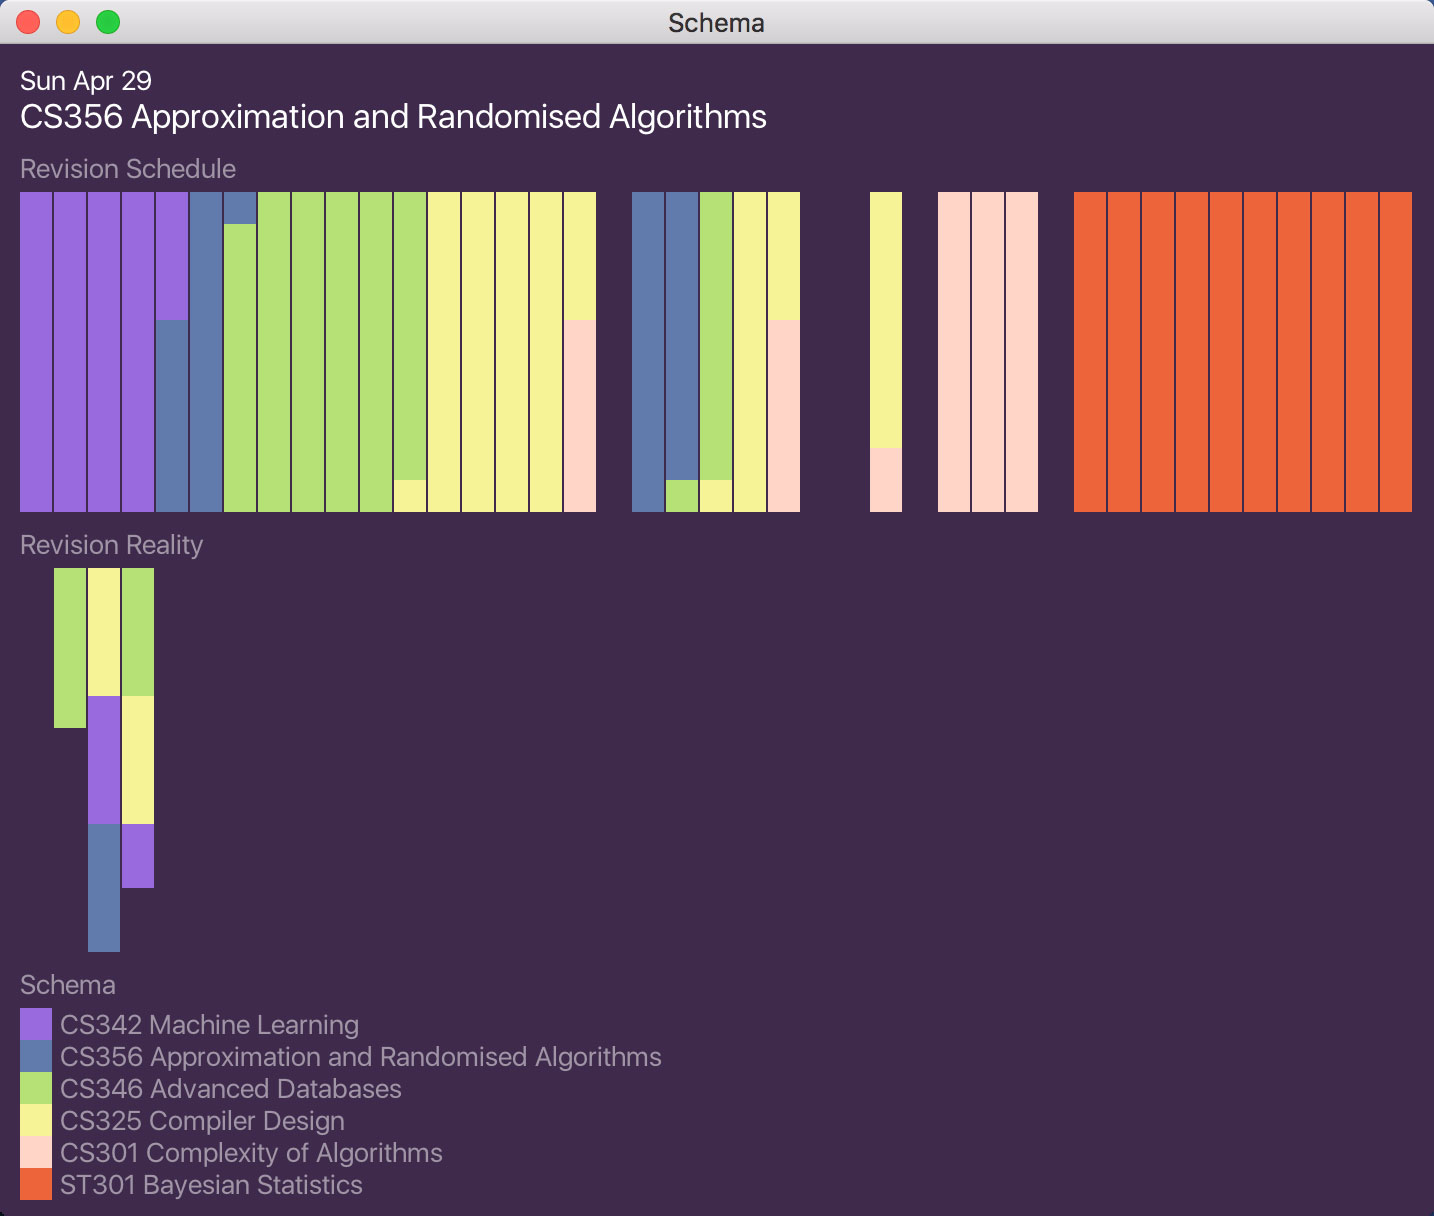 Schema
Sun Apr 29
CS356 Approximation and Randomised Algorithms
Revision Schedule
Revision Reality
Schema
CS342 Machine Learning
CS356 Approximation and Randomised Algorithms
CS346 Advanced Databases
CS325 Compiler Design
CS301 Complexity of Algorithms
ST301 Bayesian Statistics